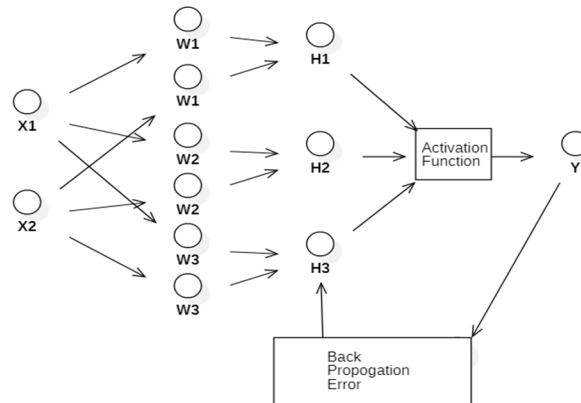 W1
H1
W1
X1
W2
H2
Activation
Function
Y
W2
X2
W3
H3
W3
Back
Propogation
Error